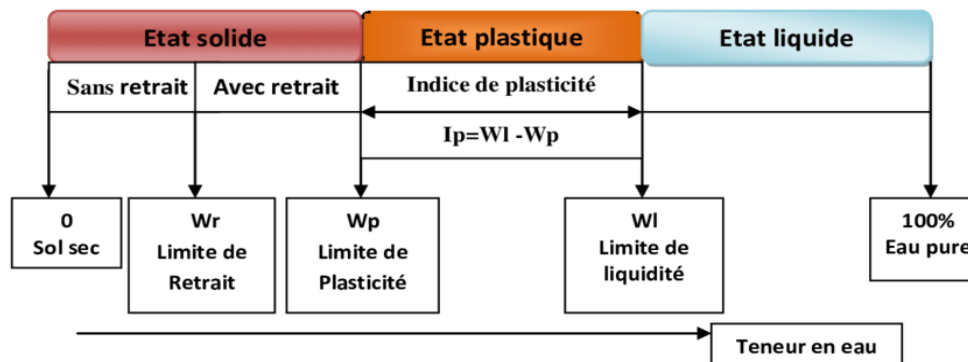 Etat solide
Etat plastique
Etat liquide
Sans retrait
Avec retrait
Indice de plasticité
Ip=Wl -Wp
0
Sol sec
Wr
Limite de
Retrait
Wp
Limite de
Plasticité
Wl
Limite de
liquidité
100%
Eau pure
Teneur en eau